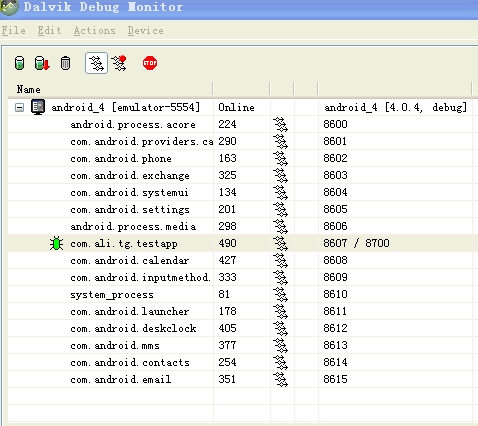 Dalvik Debug Monitor
File Edit Actions Device
STOP
Name
android_4 [emulator-5554] Online android_4 [4.0.4, debug]
android.process.acore 224 8600
com.android.providers.ca 290 8601
com.android.phone 163 8602
com.android.exchange 325 8603
com.android.systemui 134 8604
com.android.settings 201 8605
android.process.media 298 8606
com.ali.tg.testapp 490 8607 / 8700
com.android.calendar 427 8608
com.android.inputmethod. 333 8609
system_process 81 8610
com.android.launcher 178 8611
com.android.deskclock 405 8612
com.android.mms 377 8613
com.android.contacts 254 8614
com.android.email 351 8615